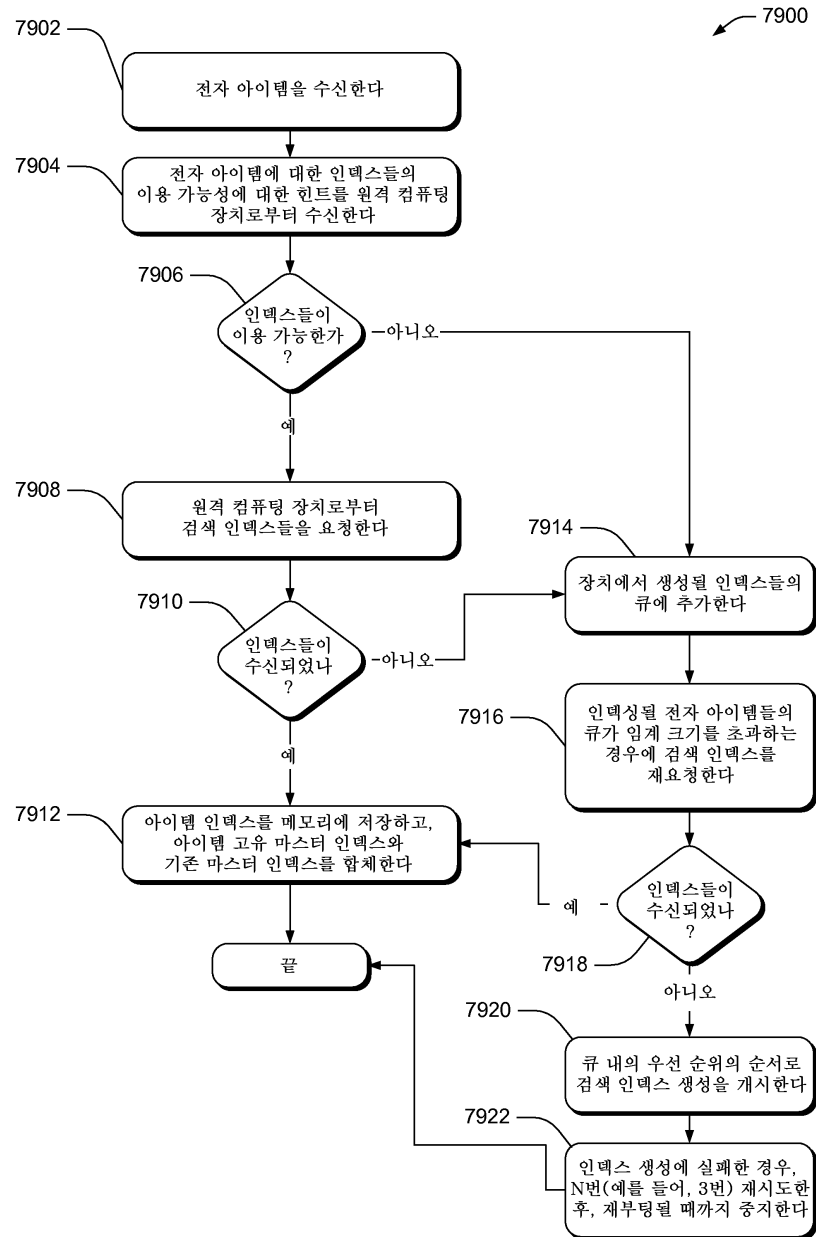 7900
7902
전자 아이템을 수신한다
7904
전자 아이템에 대한 인덱스들의
이용 가능성에 대한 힌트를 원격 컴퓨팅
장치로부터 수신한다
7906
인덱스들이
이용 가능한가
?
아니오
예
7908
원격 컴퓨팅 장치로부터
검색 인덱스들을 요청한다
7910
인덱스들이
수신되었나
?
아니오
예
7912
아이템 인덱스를 메모리에 저장하고,
아이템 고유 마스터 인덱스와
기존 마스터 인덱스를 합체한다
끝
7914
장치에서 생성될 인덱스들의
큐에 추가한다
7916
인덱싱될 전자 아이템들의
큐가 임계 크기를 초과하는
경우에 검색 인덱스를
재요청한다
인덱스들이
수신되었나
?
예
7918
아니오
7920
큐 내의 우선 순위의 순서로
검색 인덱스 생성을 개시한다
7922
인덱스 생성에 실패한 경우,
N번(예를 들어, 3번) 재시도한
후, 재부팅될 때까지 중지한다